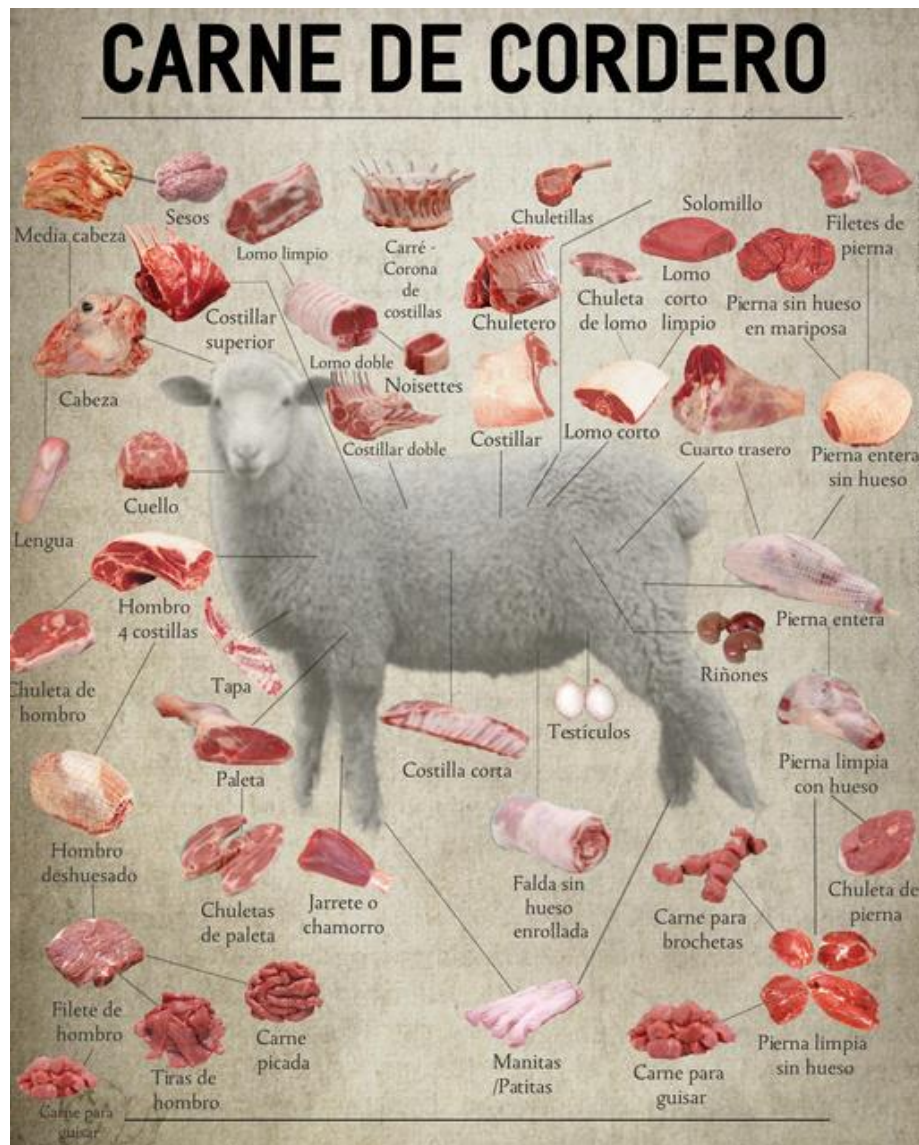 CARNE DE CORDERO
Media cabeza
Sesos
Lomo limpio
Carré -
Corona
de
costillas
Chuletillas
Solomillo
Filetes de
pierna
Costillar
superior
Lomo doble
Noisettes
Chuletero
Chuleta
de lomo
Lomo
corto
limpio
Pierna sin hueso
en mariposa
Cabeza
Costillar doble
Costillar
Lomo corto
Cuarto trasero
Pierna entera
sin hueso
Cuello
Lengua
Hombro
4 costillas
Pierna entera
Chuleta de
hombro
Tapa
Riñones
Paleta
Costilla corta
Testículos
Pierna limpia
con hueso
Hombro
deshuesado
Chuletas
de paleta
Jarrete o
chamorro
Falda sin
hueso
enrollada
Carne para
brochetas
Chuleta de
pierna
Filete de
hombro
Carne
picada
Tiras de
hombro
Manitas
/Patitas
Carne para
guisar
Pierna limpia
sin hueso
Carne para
guisar